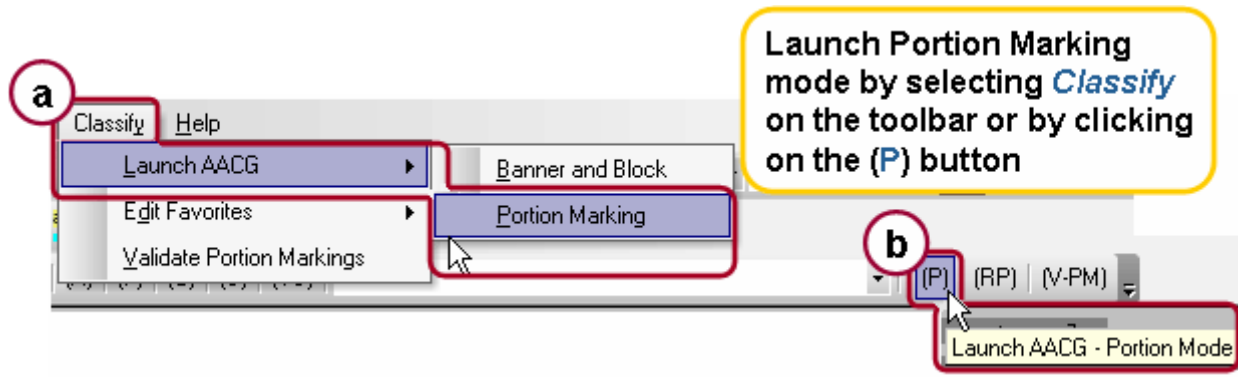 Launch Portion Marking
mode by selecting Classify
on the toolbar or by clicking
on the (P) button
a
Classify Help
Launch AACG
Banner and Block
Edit Favorites
Portion Marking
Validate Portion Markings
b
(P) (RP) (V-PM)
Launch AACG - Portion Mode